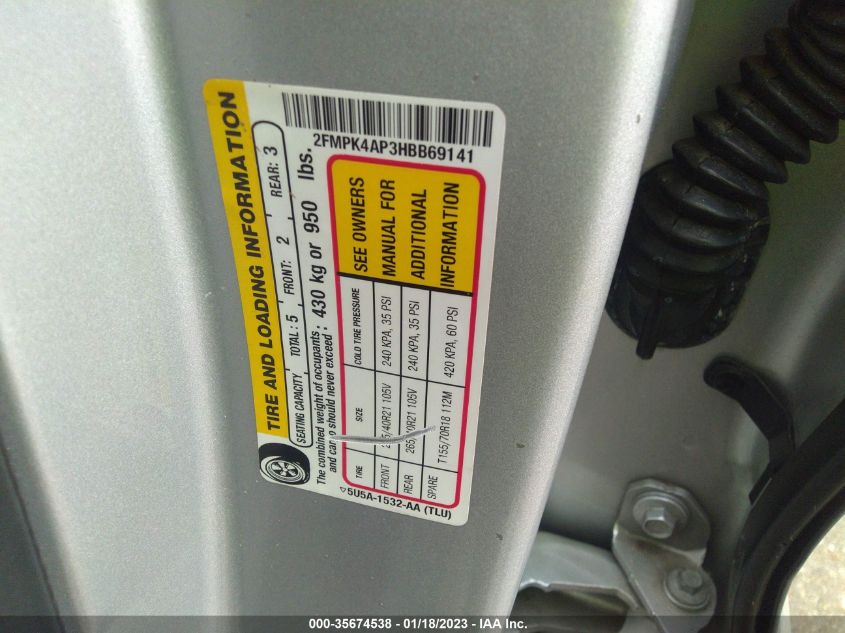 TIRE AND LOADING INFORMATION
SEATING CAPACITY TOTAL: 5 FRONT: 2 REAR: 3
The combined weight of occupants and cargo should never exceed: 430 kg or 950 lbs.
TIRE SIZE COLD TIRE PRESSURE
FRONT 240 KPA, 35 PSI
REAR 240 KPA, 35 PSI
SPARE T155/70R18 112M 420 KPA, 60 PSI
SEE OWNERS
MANUAL FOR
ADDITIONAL
INFORMATION
5U5A-1532-AA (TLU)
2FMPK4AP3HBB69141
000-35674538 - 01/18/2023 - IAA Inc.